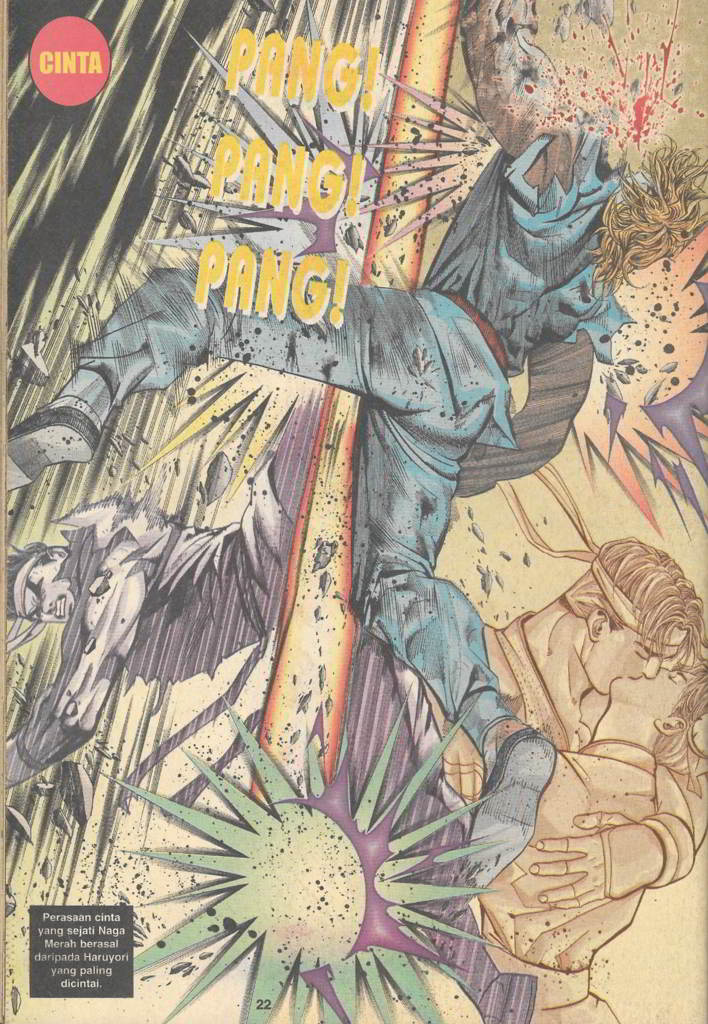 CINTA
PANG!
PANG!
PANG!
Perasaan cinta
yang sejati Naga
Merah berasal
daripada Haruyori
yang paling
dicintai.
22